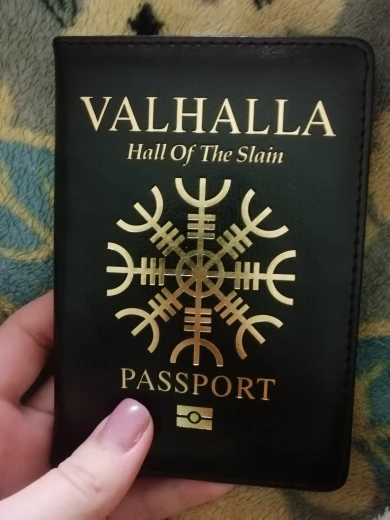 VALHALLA
Hall Of The Slain
PASSPORT